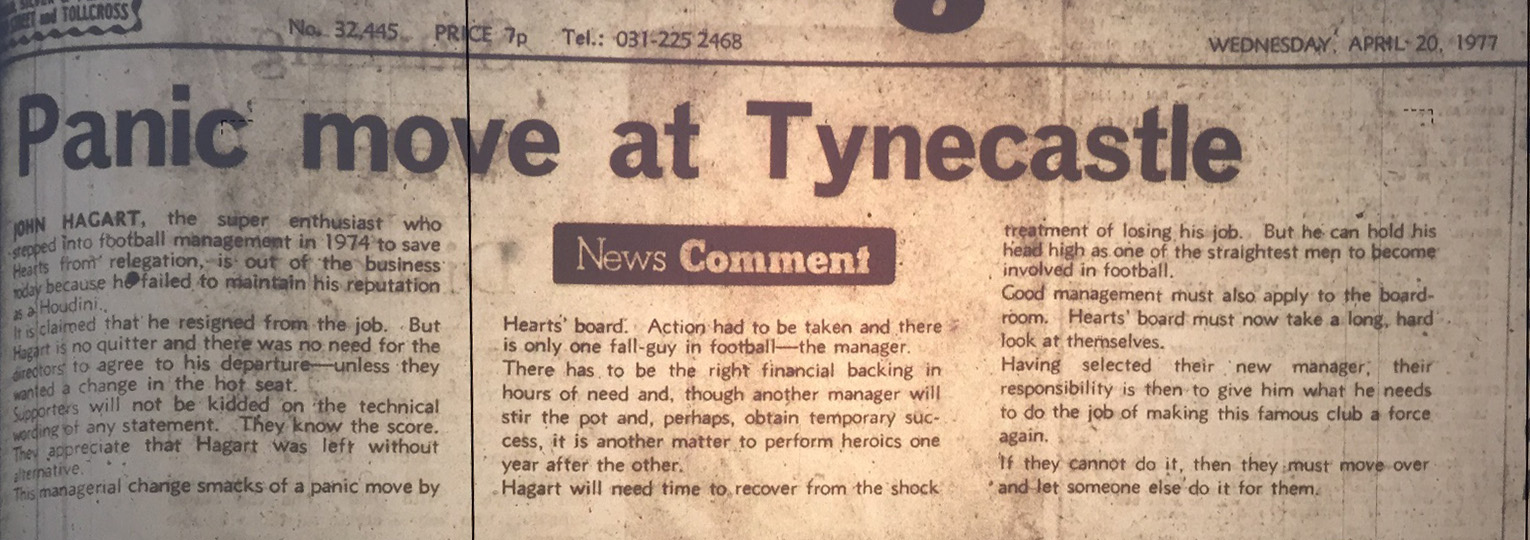 STREET and TOLLCROSS
No. 32,445 PRICE 7p Tel.: 031-225 2468
WEDNESDAY, APRIL 20, 1977
Panic move at Tynecastle
JOHN HAGART, the super enthusiast who
stepped into football management in 1974 to save
Hearts from relegation, is out of the business
today because he failed to maintain his reputation
as a Houdini.
It is claimed that he resigned from the job. But
Hagart is no quitter and there was no need for the
directors to agree to his departure—unless they
wanted a change in the hot seat.
Supporters will not be kidded on the technical
wording of any statement. They know the score.
They appreciate that Hagart was left without
alternative.
This managerial change smacks of a panic move by
News Comment
Hearts' board. Action had to be taken and there
is only one fall-guy in football—the manager.
There has to be the right financial backing in
hours of need and, though another manager will
stir the pot and, perhaps, obtain temporary suc-
cess, it is another matter to perform heroics one
year after the other.
Hagart will need time to recover from the shock
treatment of losing his job. But he can hold his
head high as one of the straightest men to become
involved in football.
Good management must also apply to the board-
room. Hearts' board must now take a long, hard
look at themselves.
Having selected their new manager, their
responsibility is then to give him what he needs
to do the job of making this famous club a force
again.
If they cannot do it, then they must move over
and let someone else do it for them.